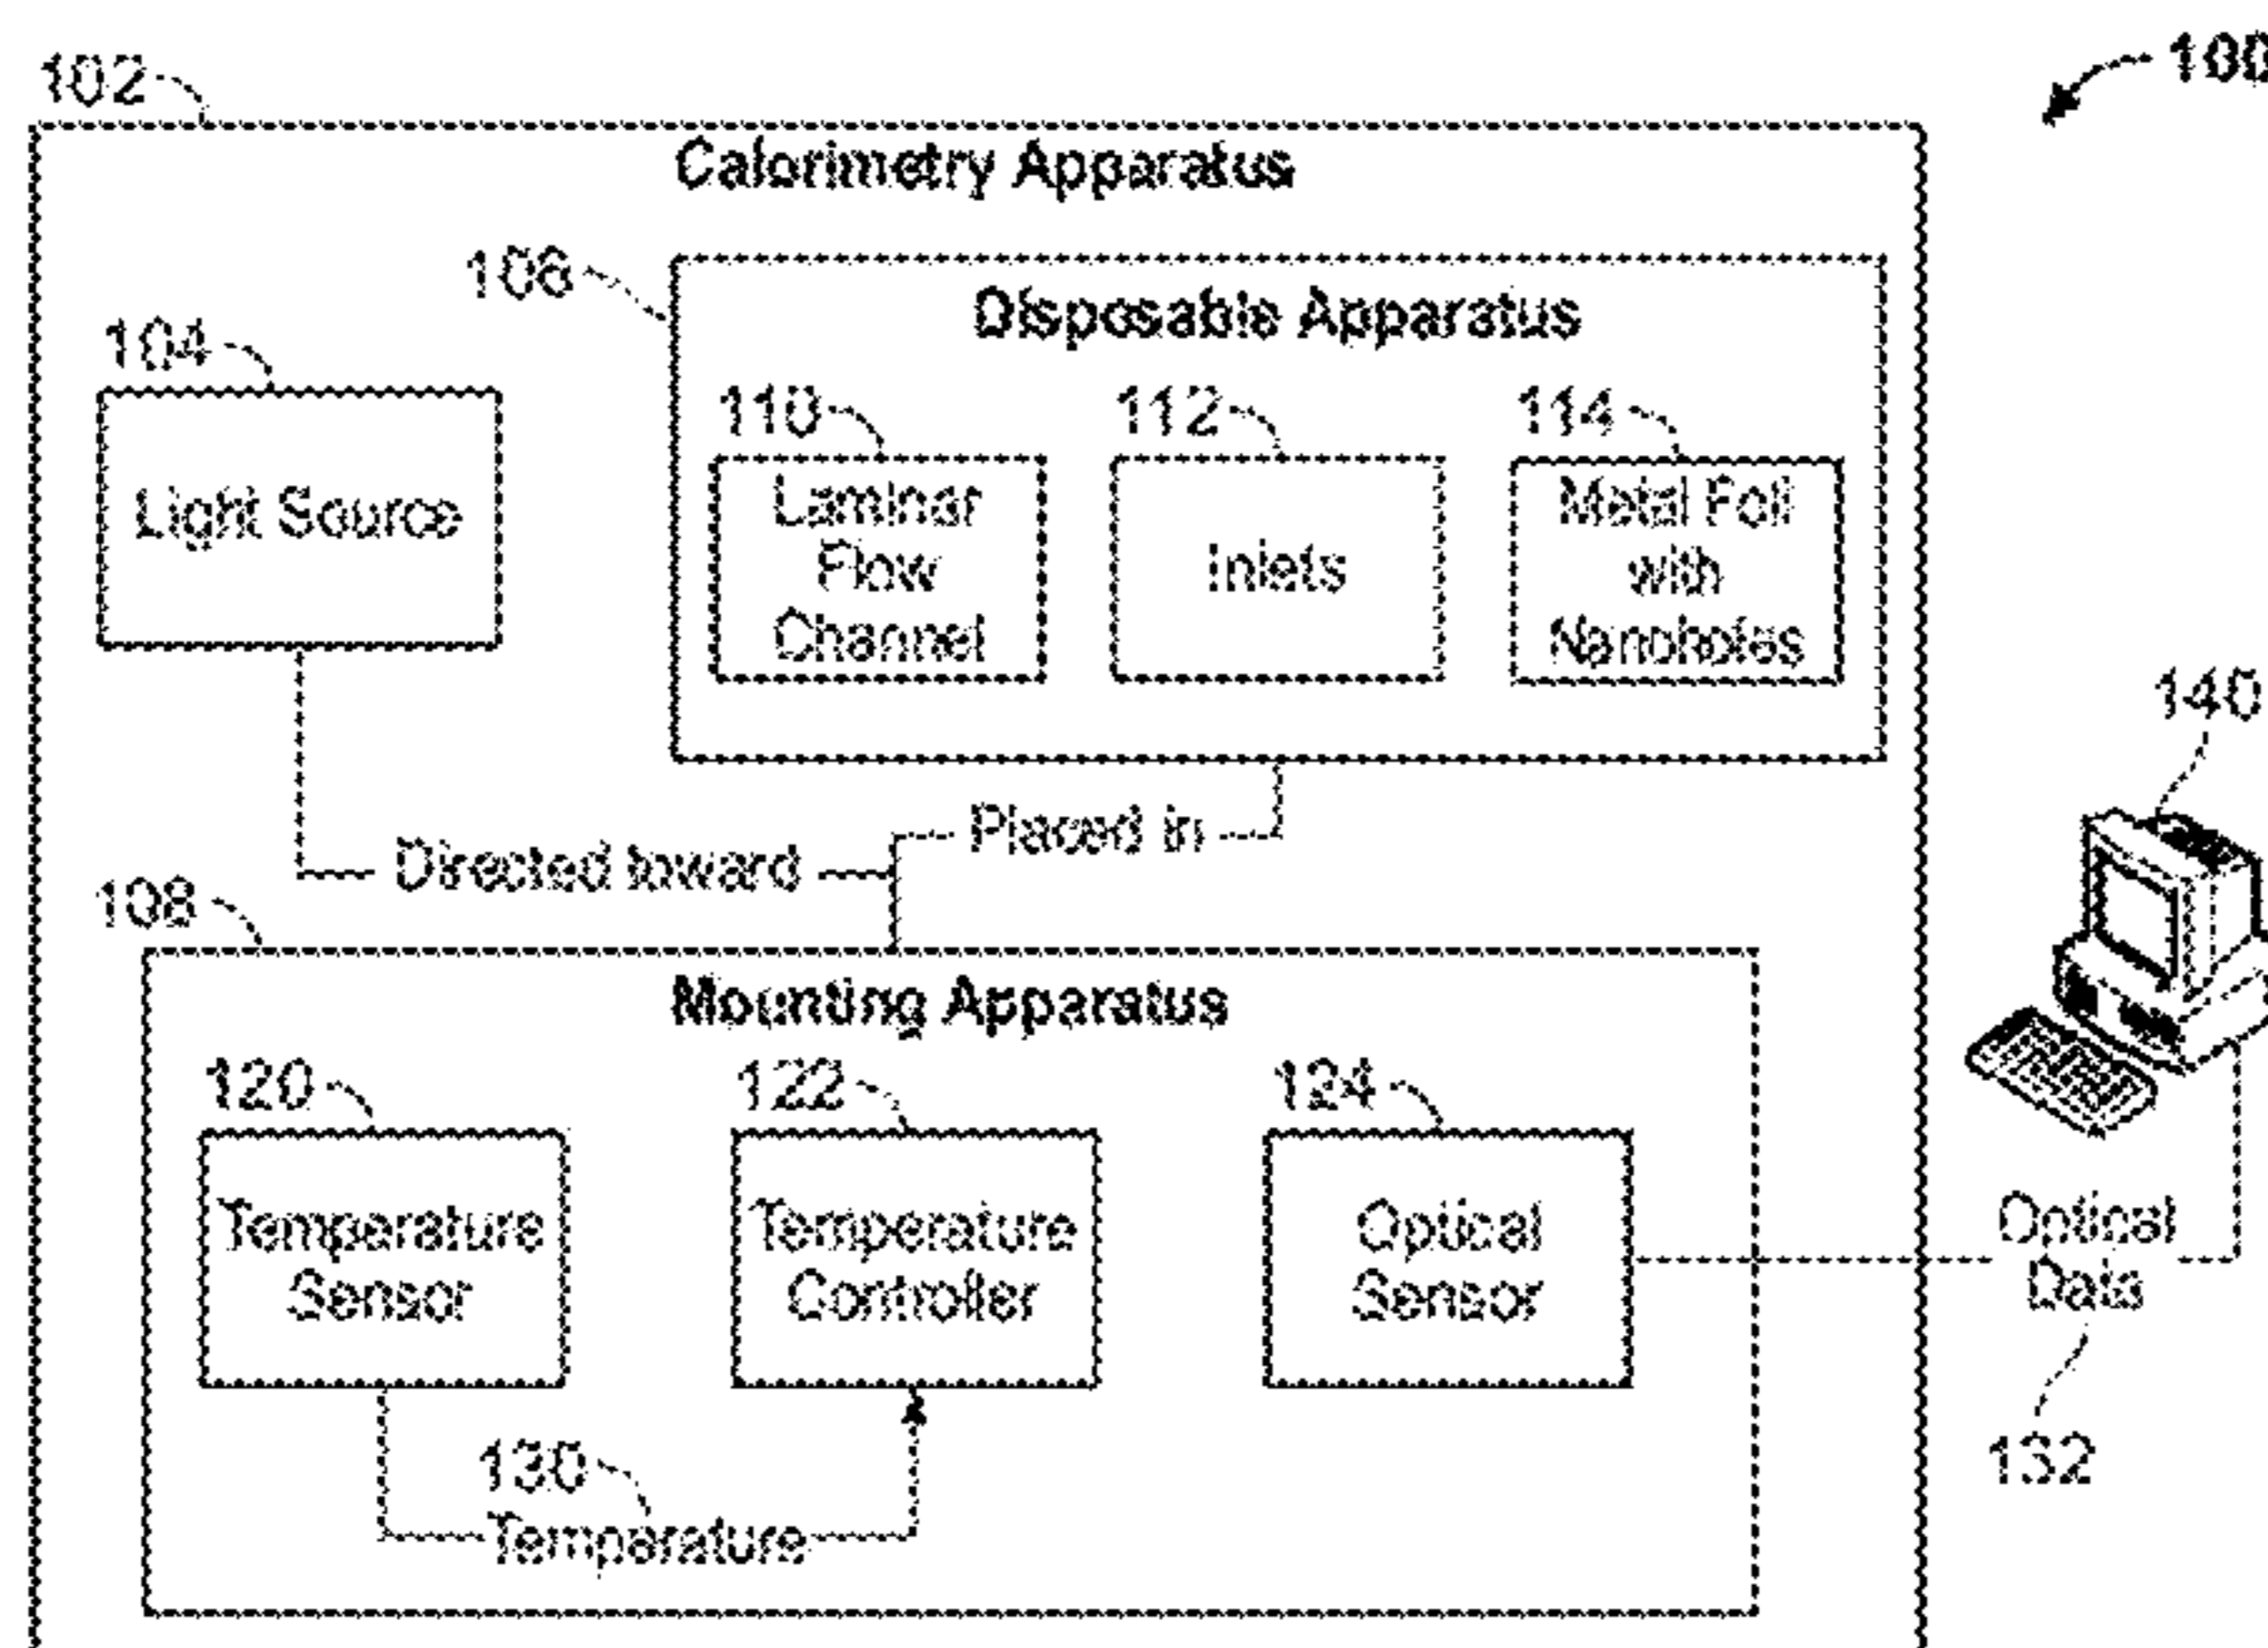 100
102
Calorimetry Apparatus
106
Disposable Apparatus
104
Light Source
110
Laminar
Flow
Channel
112
Inlets
114
Metal Foil
with
Nanoholes
140
Placed in
Directed toward
108
Mounting Apparatus
120
Temperature
Sensor
122
Temperature
Controller
124
Optical
Sensor
Optical
Data
132
130
Temperature